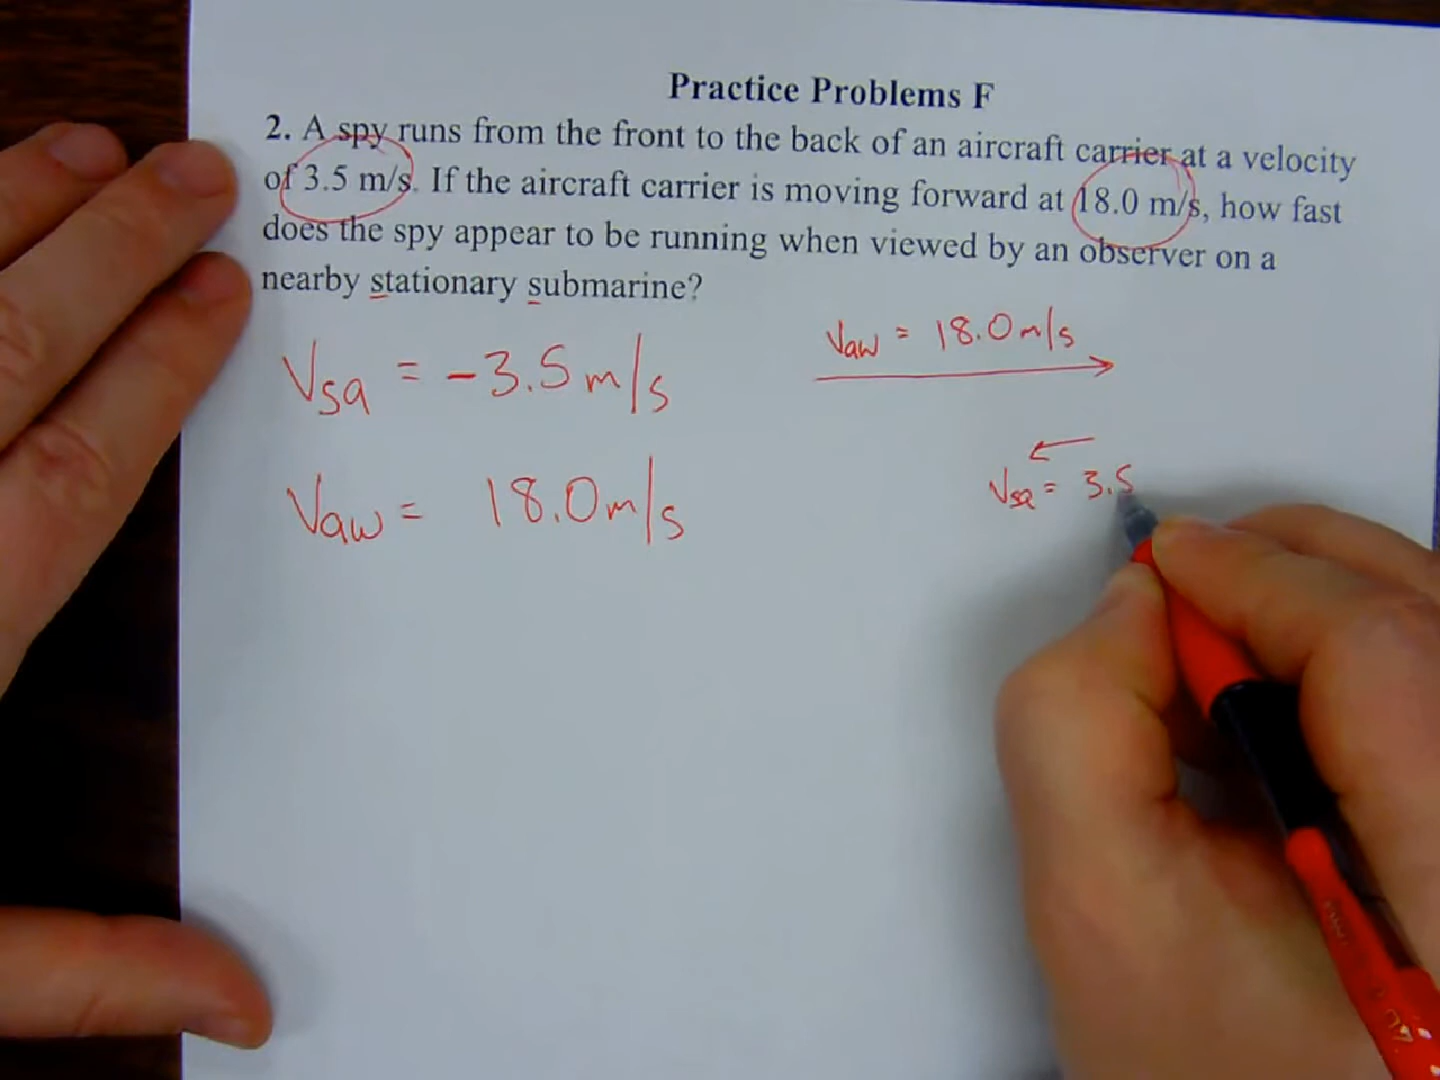 Practice Problems F
2. A spy runs from the front to the back of an aircraft carrier at a velocity
of 3.5 m/s. If the aircraft carrier is moving forward at 18.0 m/s, how fast
does the spy appear to be running when viewed by an observer on a
nearby stationary submarine?
Vsa = -3.5 m/s
Vaw = 18.0 m/s
Vaw = 18.0 m/s
Vsa = 3.5